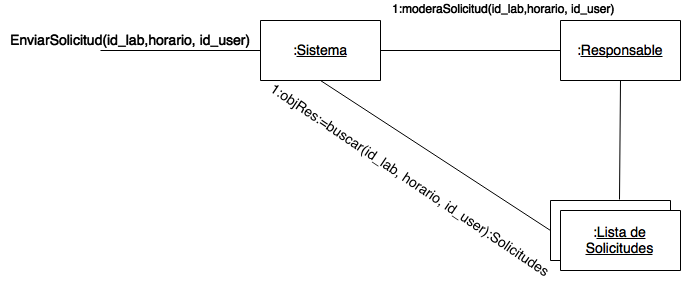 1:moderaSolicitud(id_lab,horario, id_user)
EnviarSolicitud(id_lab,horario, id_user)
:Sistema
:Responsable
1:objRes:=buscar(id_lab, horario, id_user):Solicitudes
:Lista de
Solicitudes